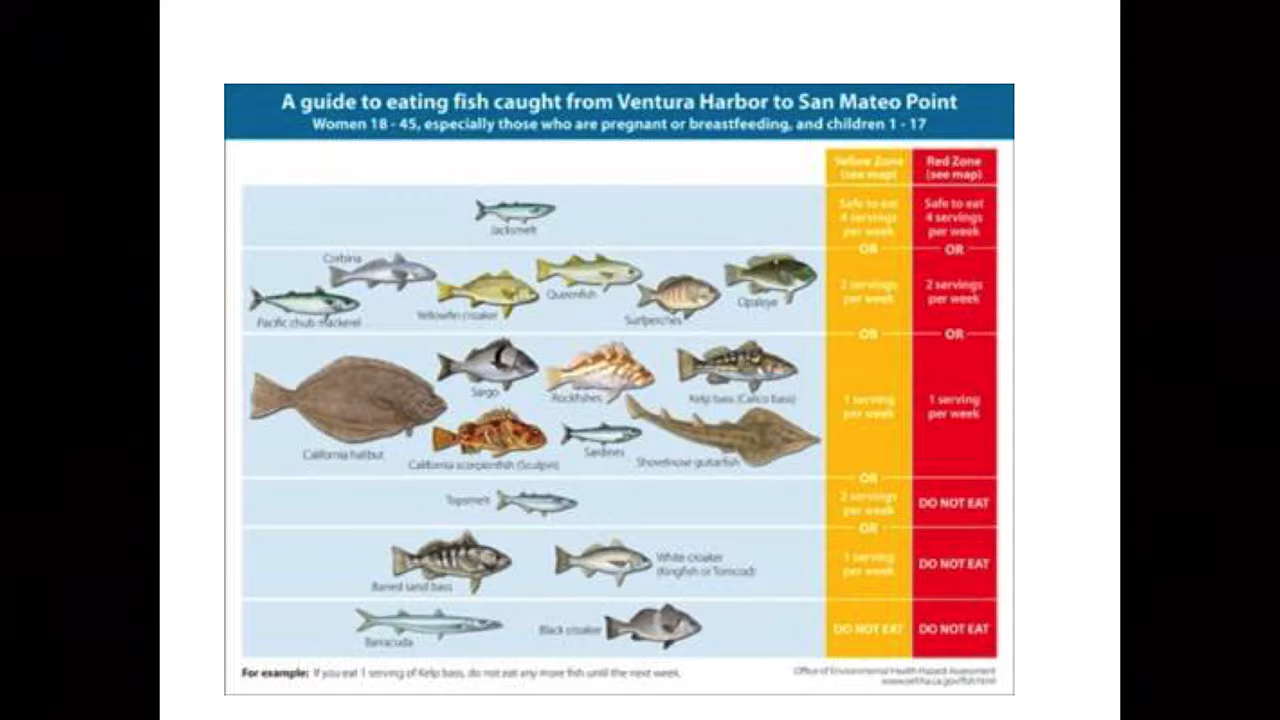 A guide to eating fish caught from Ventura Harbor to San Mateo Point
Women 18 - 45, especially those who are pregnant or breastfeeding, and children 1 - 17
Yellow Zone
(see map)
Red Zone
(see map)
Jacksmelt
Safe to eat
4 servings
per week
Safe to eat
4 servings
per week
OR
OR
Corbina
Pacific chub mackerel
Yellowfin croaker
Queenfish
Surfperches
Opaleye
2 servings
per week
2 servings
per week
OR
OR
California halibut
Sargo
Rockfishes
Kelp bass (Calico bass)
California scorpionfish (Sculpin)
Sardines
Shovelnose guitarfish
1 serving
per week
1 serving
per week
OR
Topsmelt
2 servings
per week
DO NOT EAT
OR
Barred sand bass
White croaker
(Kingfish or Tomcod)
1 serving
per week
DO NOT EAT
Barracuda
Black croaker
DO NOT EAT
DO NOT EAT
For example: If you eat 1 serving of Kelp bass, do not eat any more fish until the next week.
Office of Environmental Health Hazard Assessment
www.oehha.ca.gov/fish.html